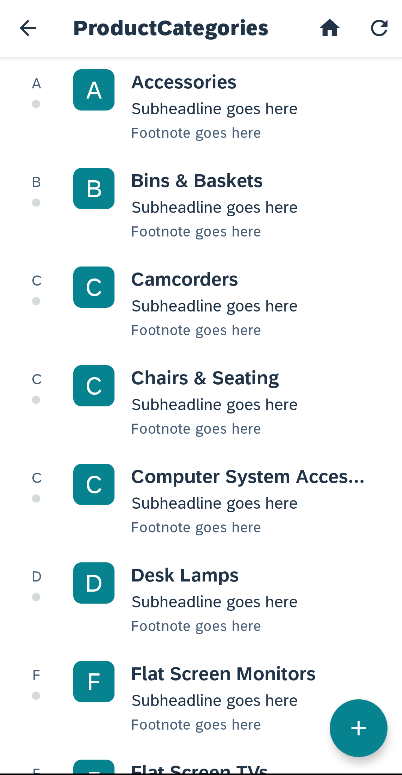 ProductCategories
A
A
Accessories
Subheadline goes here
Footnote goes here
B
B
Bins & Baskets
Subheadline goes here
Footnote goes here
C
C
Camcorders
Subheadline goes here
Footnote goes here
C
C
Chairs & Seating
Subheadline goes here
Footnote goes here
C
C
Computer System Acces...
Subheadline goes here
Footnote goes here
D
D
Desk Lamps
Subheadline goes here
Footnote goes here
F
F
Flat Screen Monitors
Subheadline goes here
Footnote goes here
F
F
Flat Screen TVs